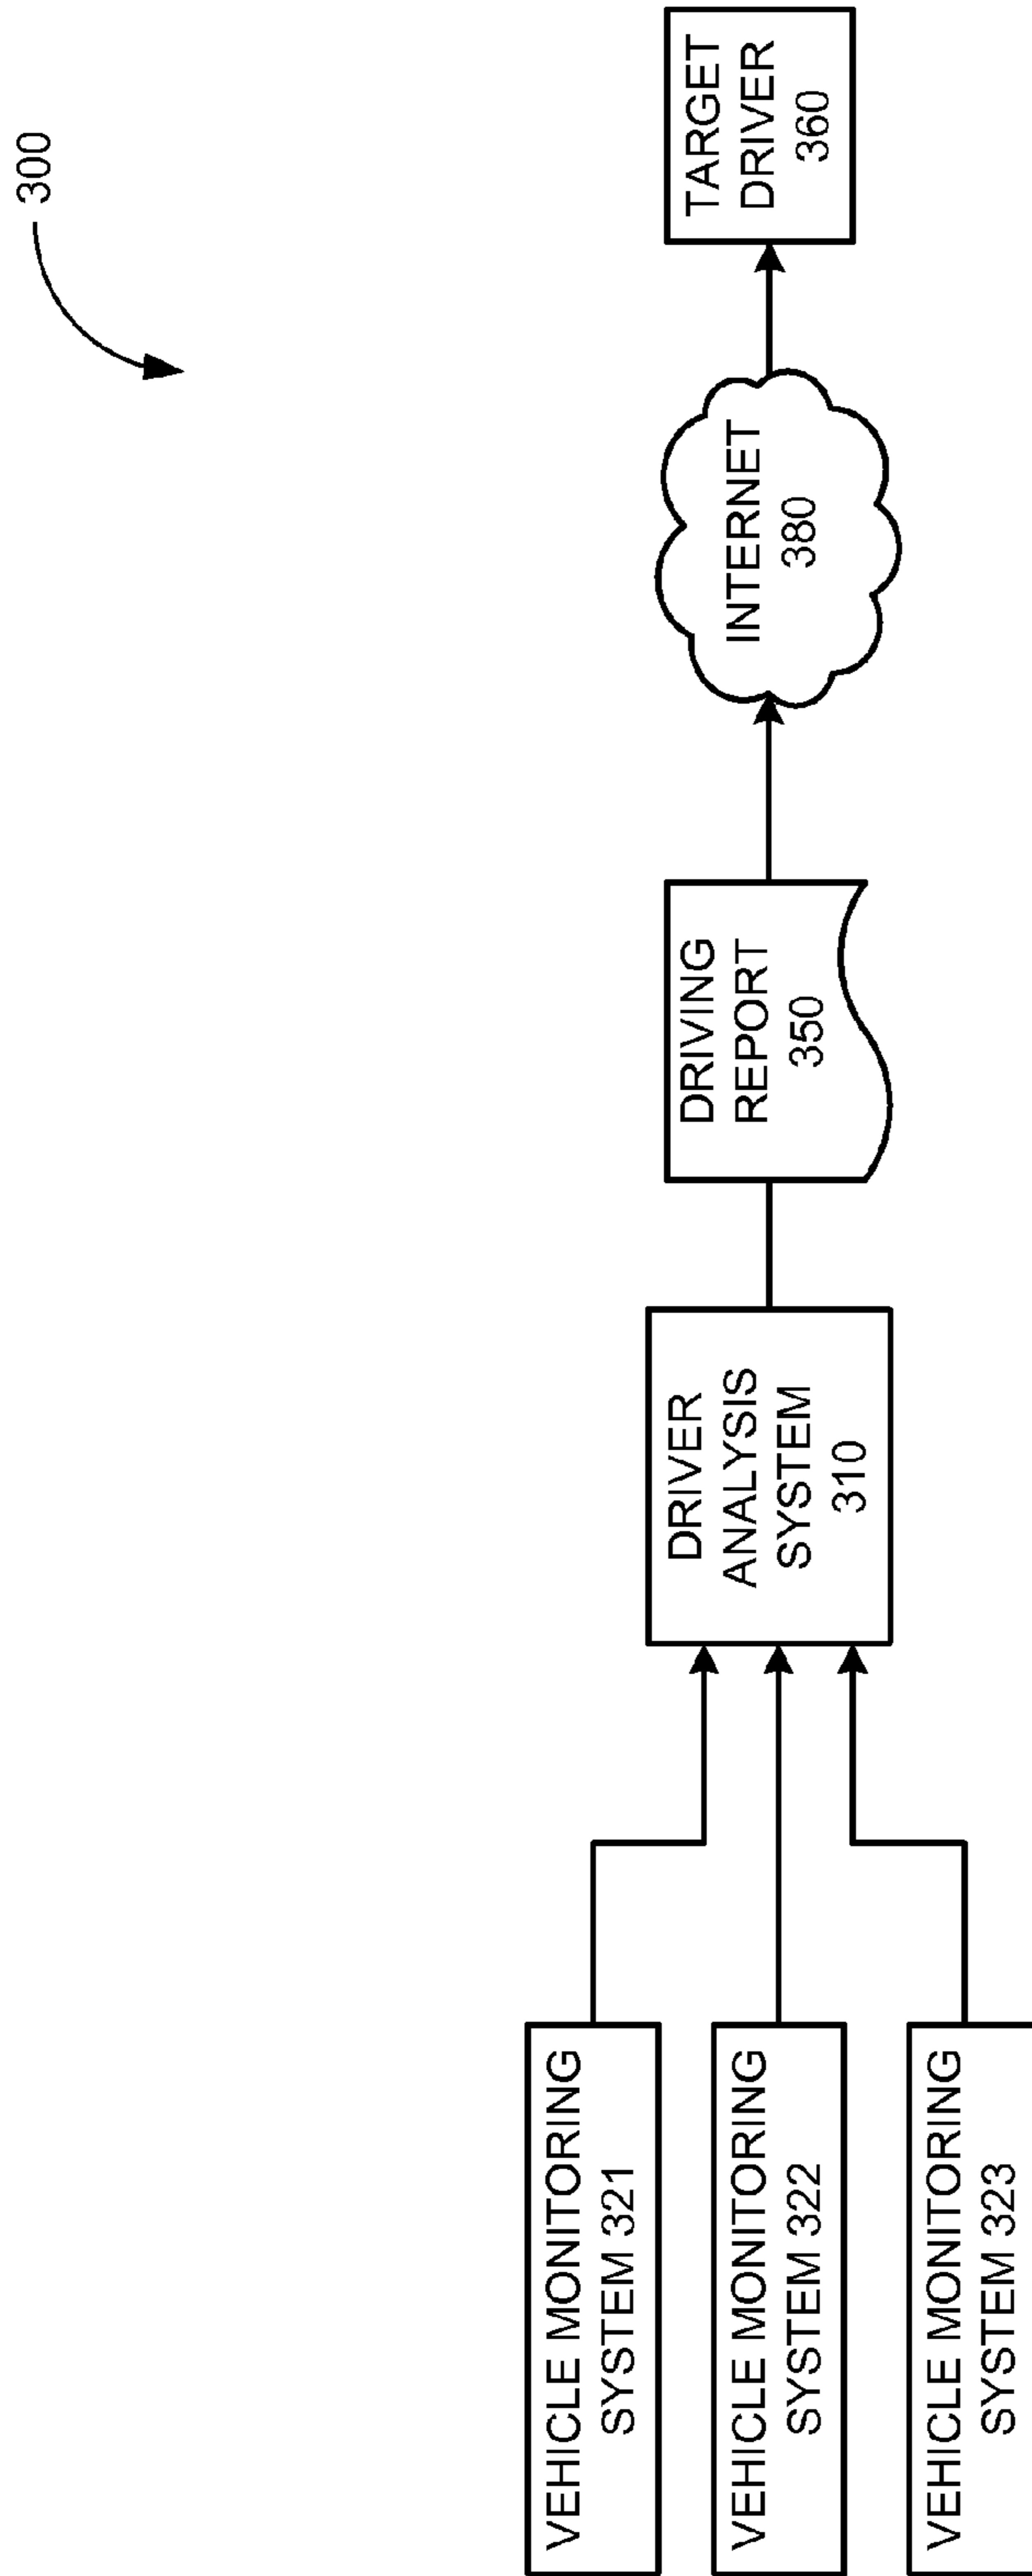 300
VEHICLE MONITORING
SYSTEM 321
VEHICLE MONITORING
SYSTEM 322
VEHICLE MONITORING
SYSTEM 323
DRIVER
ANALYSIS
SYSTEM
310
DRIVING
REPORT
350
INTERNET
380
TARGET
DRIVER
360